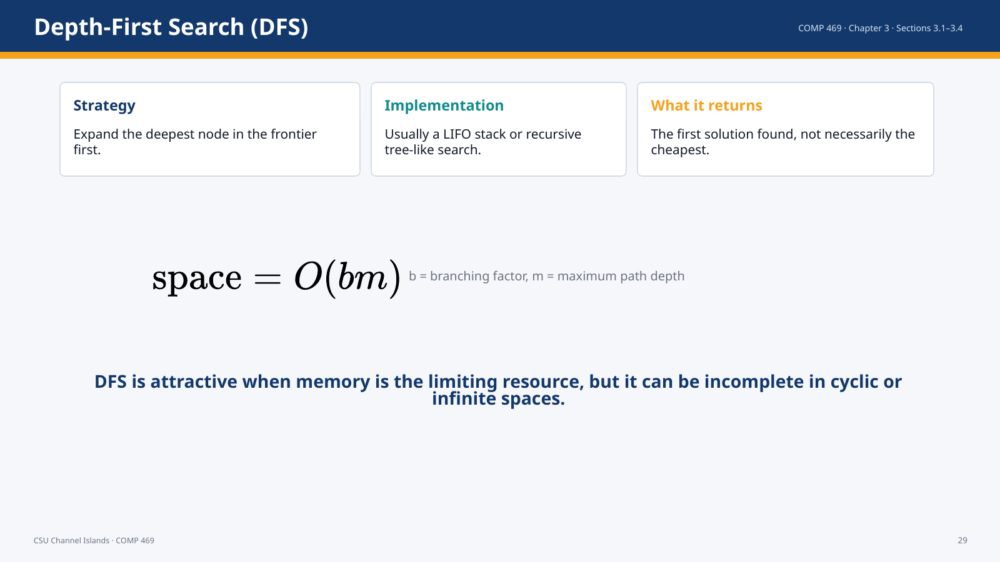 Depth-First Search (DFS)
COMP 469 · Chapter 3 · Sections 3.1–3.4
Strategy
Expand the deepest node in the frontier
first.
Implementation
Usually a LIFO stack or recursive
tree-like search.
What it returns
The first solution found, not necessarily the
cheapest.
space = O(bm) b = branching factor, m = maximum path depth
DFS is attractive when memory is the limiting resource, but it can be incomplete in cyclic or
infinite spaces.
CSU Channel Islands · COMP 469
29